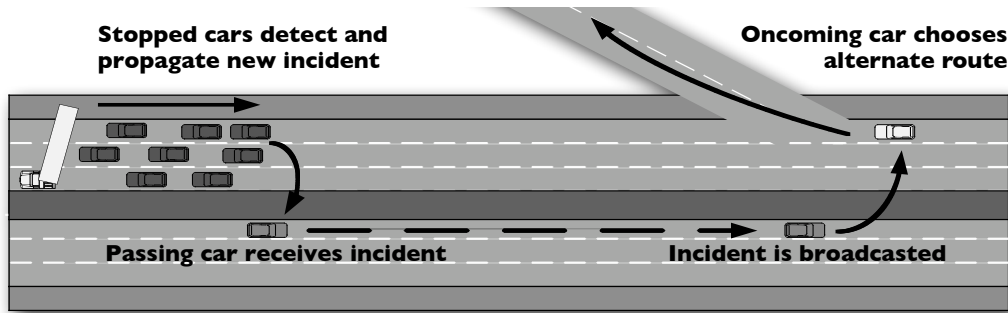 Stopped cars detect and
propagate new incident
Oncoming car chooses
alternate route
Passing car receives incident
Incident is broadcasted